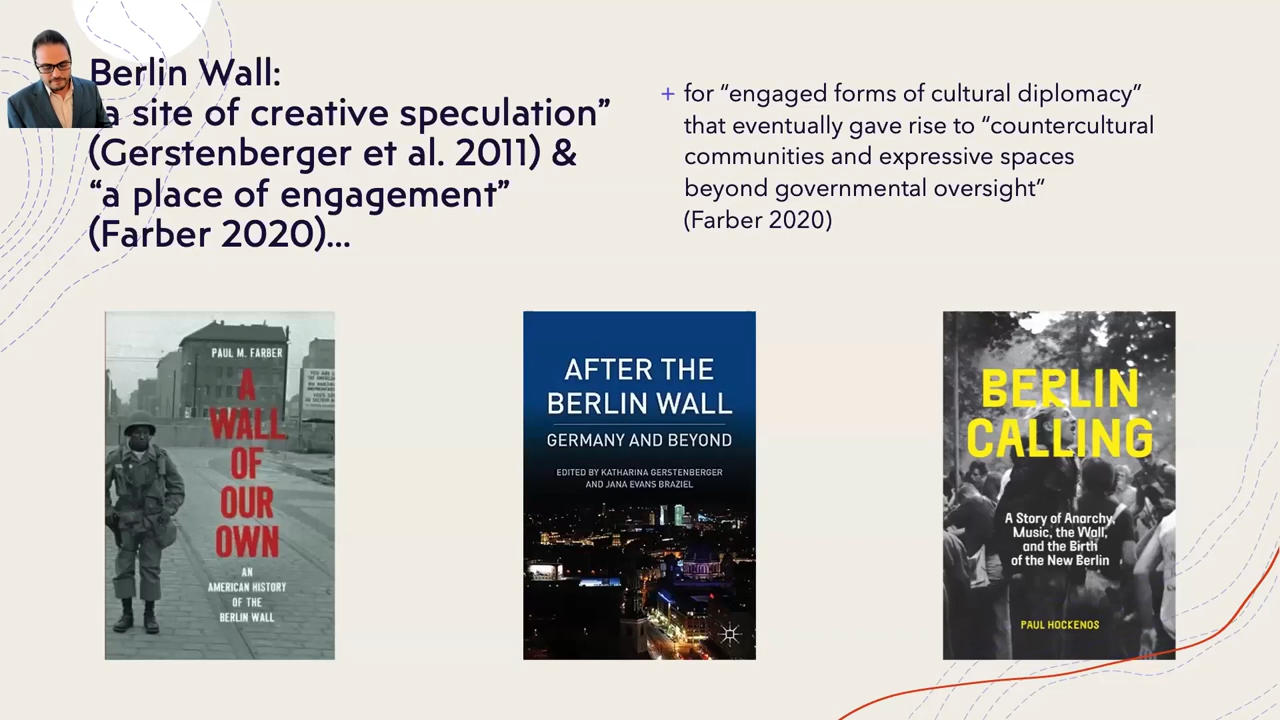 Berlin Wall:
a site of creative speculation”
(Gerstenberger et al. 2011) &
“a place of engagement”
(Farber 2020)...
+ for “engaged forms of cultural diplomacy”
that eventually gave rise to “countercultural
communities and expressive spaces
beyond governmental oversight”
(Farber 2020)
PAUL M. FARBER
A
WALL
OF
OUR
OWN
AN
AMERICAN HISTORY
OF THE
BERLIN WALL
AFTER THE
BERLIN WALL
GERMANY AND BEYOND
EDITED BY KATHARINA GERSTENBERGER
AND JANA EVANS BRAZIEL
BERLIN
CALLING
A Story of Anarchy,
Music, the Wall,
and the Birth
of the New Berlin
PAUL HOCKENOS